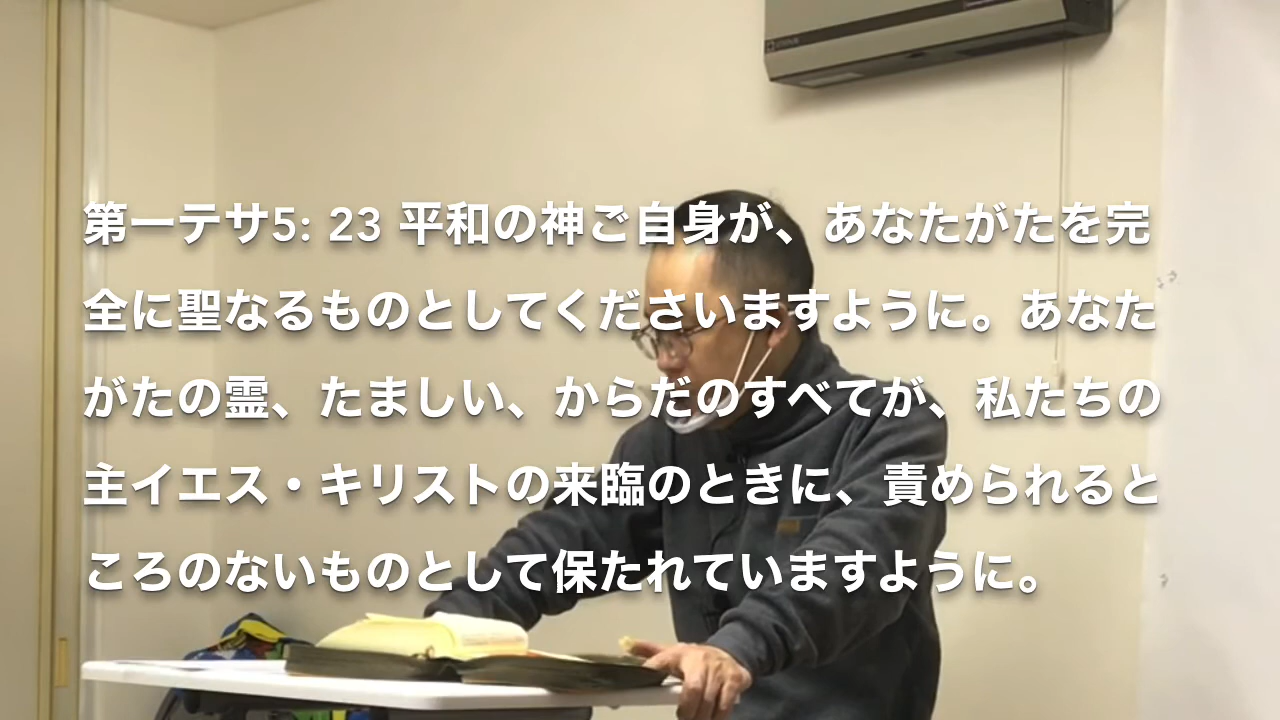 第一テサ5: 23 平和の神ご自身が、あなたがたを完
全に聖なるものとしてくださいますように。あなた
がたの霊、たましい、からだのすべてが、私たちの
主イエス・キリストの来臨のときに、責められると
ころのないものとして保たれていますように。